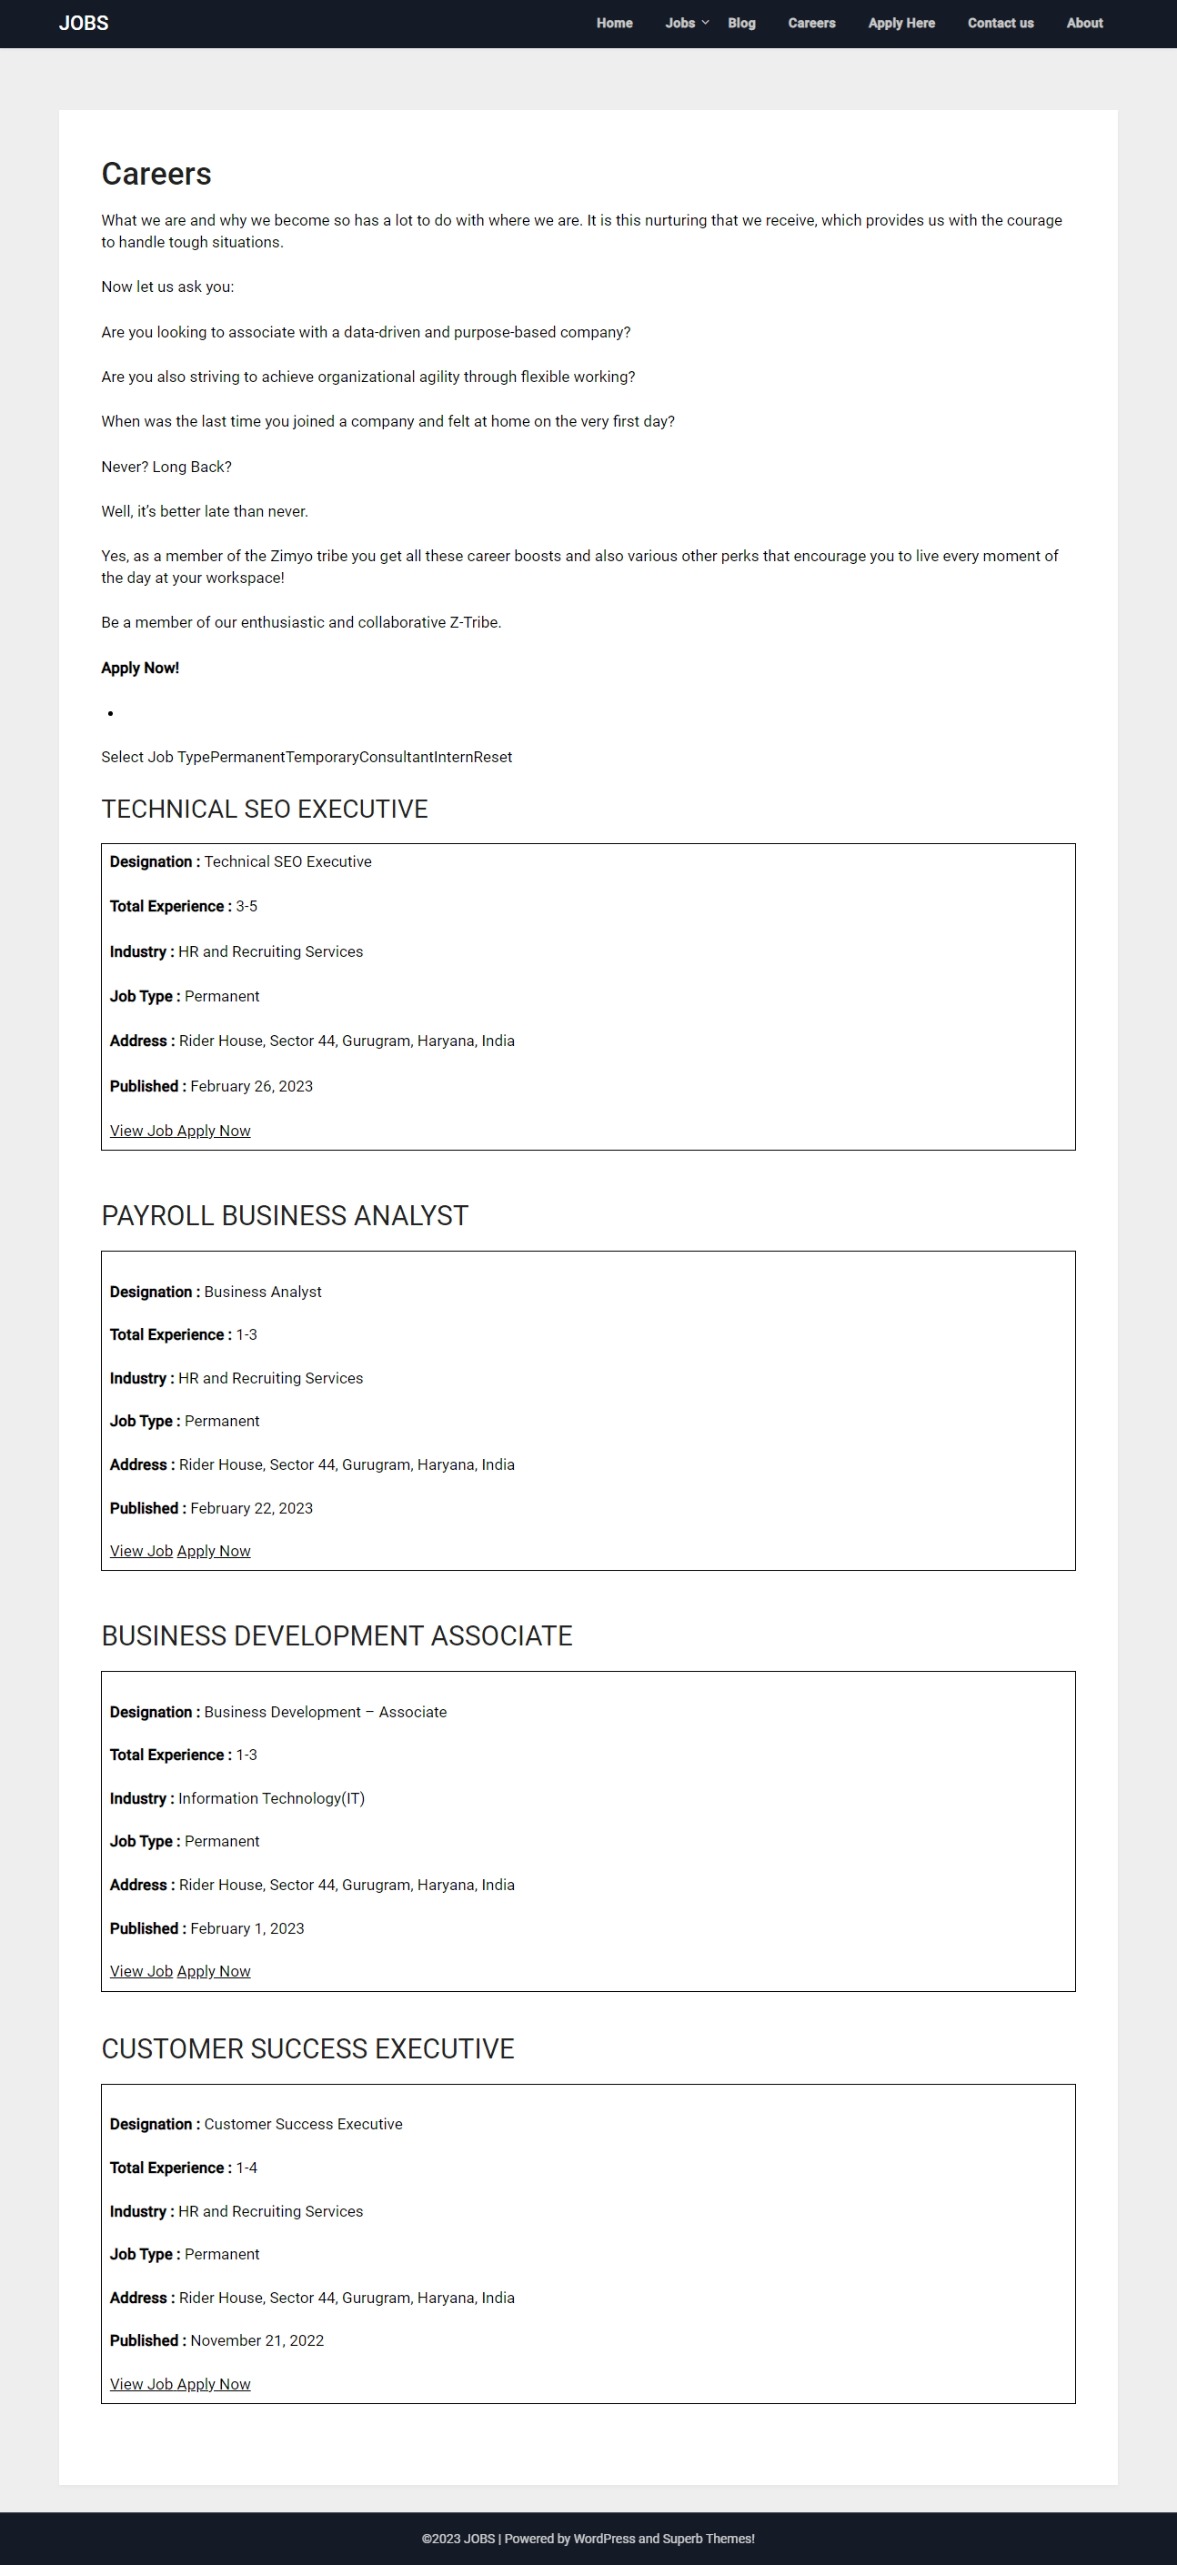 JOBS
Home Jobs Blog Careers Apply Here Contact us About
Careers
What we are and why we become so has a lot to do with where we are. It is this nurturing that we receive, which provides us with the courage
to handle tough situations.
Now let us ask you:
Are you looking to associate with a data-driven and purpose-based company?
Are you also striving to achieve organizational agility through flexible working?
When was the last time you joined a company and felt at home on the very first day?
Never? Long Back?
Well, it’s better late than never.
Yes, as a member of the Zimyo tribe you get all these career boosts and also various other perks that encourage you to live every moment of
the day at your workspace!
Be a member of our enthusiastic and collaborative Z-Tribe.
Apply Now!
Select Job TypePermanentTemporaryConsultantInternReset
TECHNICAL SEO EXECUTIVE
Designation : Technical SEO Executive
Total Experience : 3-5
Industry : HR and Recruiting Services
Job Type : Permanent
Address : Rider House, Sector 44, Gurugram, Haryana, India
Published : February 26, 2023
View Job Apply Now
PAYROLL BUSINESS ANALYST
Designation : Business Analyst
Total Experience : 1-3
Industry : HR and Recruiting Services
Job Type : Permanent
Address : Rider House, Sector 44, Gurugram, Haryana, India
Published : February 22, 2023
View Job Apply Now
BUSINESS DEVELOPMENT ASSOCIATE
Designation : Business Development – Associate
Total Experience : 1-3
Industry : Information Technology(IT)
Job Type : Permanent
Address : Rider House, Sector 44, Gurugram, Haryana, India
Published : February 1, 2023
View Job Apply Now
CUSTOMER SUCCESS EXECUTIVE
Designation : Customer Success Executive
Total Experience : 1-4
Industry : HR and Recruiting Services
Job Type : Permanent
Address : Rider House, Sector 44, Gurugram, Haryana, India
Published : November 21, 2022
View Job Apply Now
©2023 JOBS | Powered by WordPress and Superb Themes!